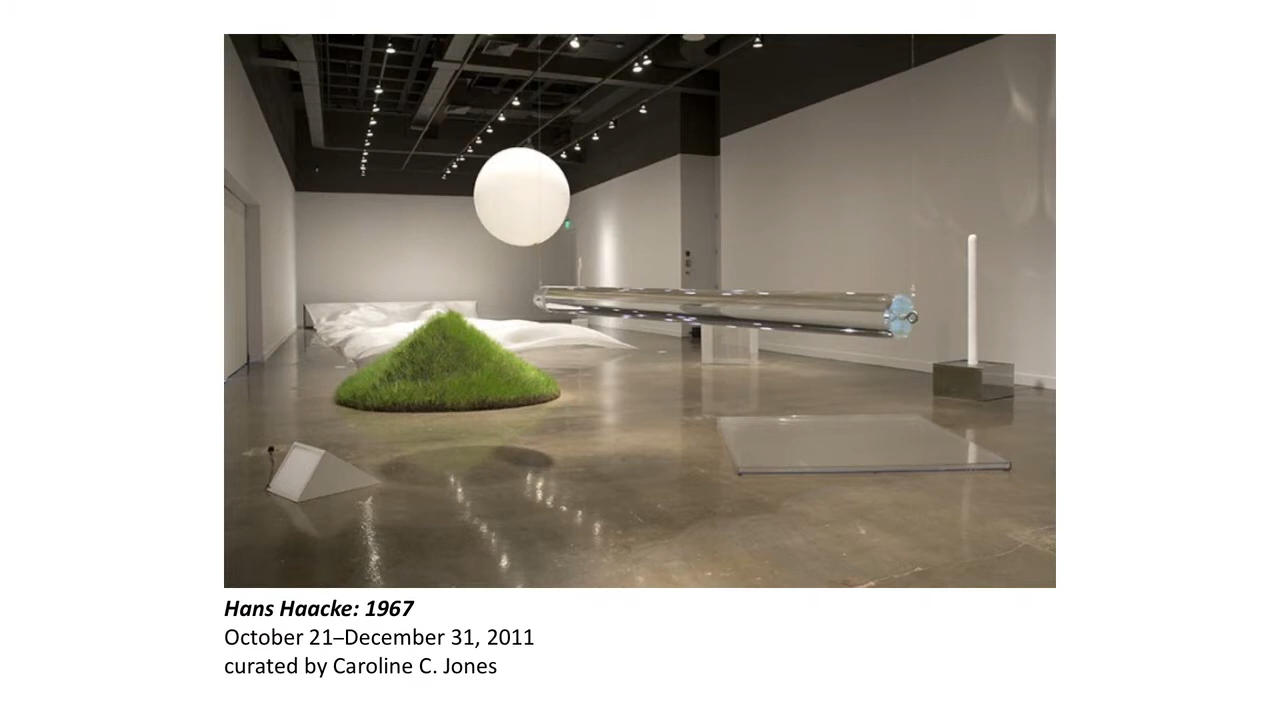 Hans Haacke: 1967
October 21–December 31, 2011
curated by Caroline C. Jones